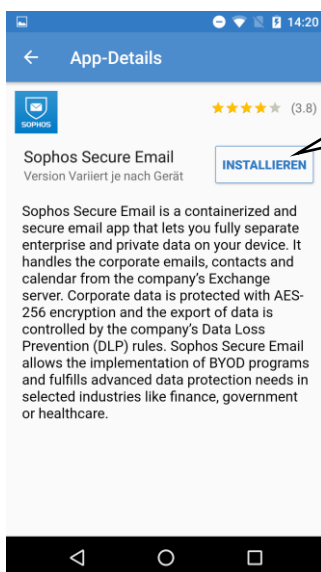 14:20
App-Details
SOPHOS
(3.8)
Sophos Secure Email
Version Variiert je nach Gerät
INSTALLIEREN
Sophos Secure Email is a containerized and
secure email app that lets you fully separate
enterprise and private data on your device. It
handles the corporate emails, contacts and
calendar from the company's Exchange
server. Corporate data is protected with AES-
256 encryption and the export of data is
controlled by the company's Data Loss
Prevention (DLP) rules. Sophos Secure Email
allows the implementation of BYOD programs
and fulfills advanced data protection needs in
selected industries like finance, government
or healthcare.